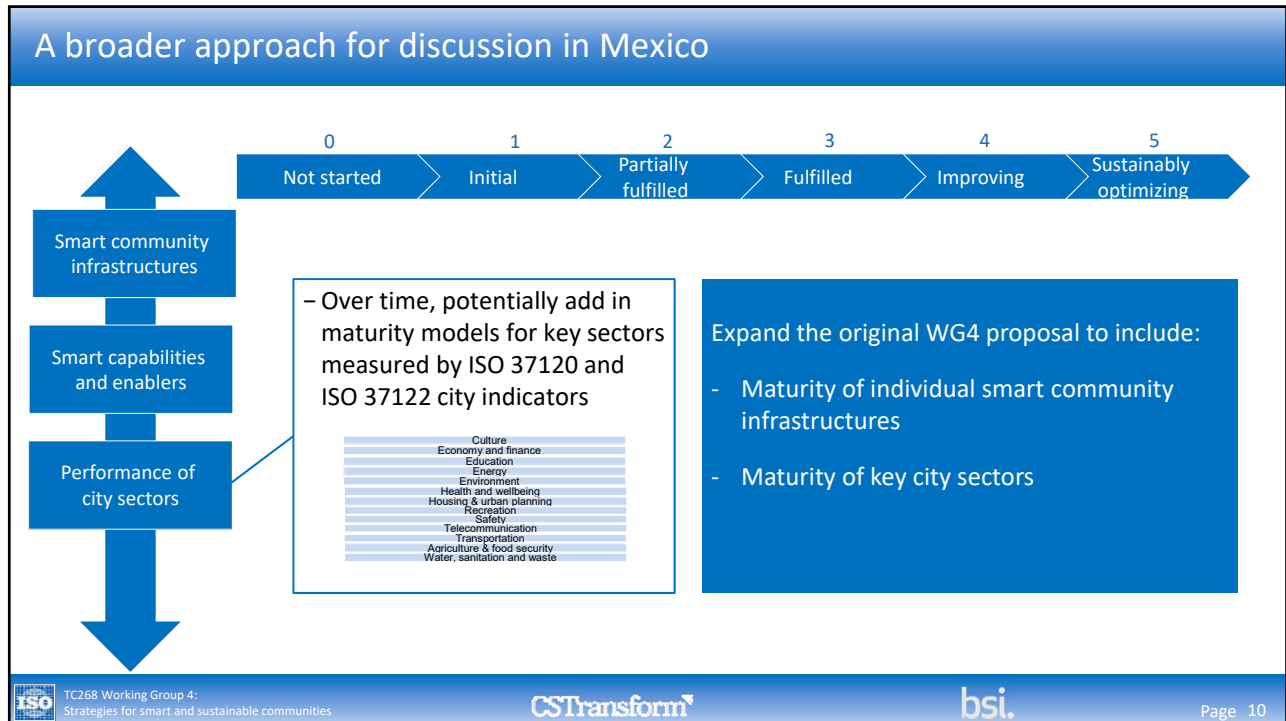 A broader approach for discussion in Mexico
0
1
2
3
4
5
Not started
Initial
Partially
fulfilled
Fulfilled
Improving
Sustainably
optimizing
Smart community
infrastructures
Smart capabilities
and enablers
Performance of
city sectors
– Over time, potentially add in
maturity models for key sectors
measured by ISO 37120 and
ISO 37122 city indicators
Culture
Economy and finance
Education
Energy
Environment
Health and wellbeing
Housing & urban planning
Recreation
Safety
Telecommunication
Transportation
Agriculture & food security
Water, sanitation and waste
Expand the original WG4 proposal to include:
- Maturity of individual smart community
infrastructures
- Maturity of key city sectors
ISO
TC268 Working Group 4:
Strategies for smart and sustainable communities
CSTransform
bsi.
Page 10